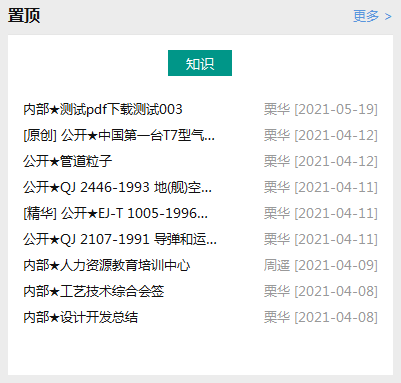 置顶
更多 >
知识
内部★测试pdf下载测试003 栗华 [2021-05-19]
[原创] 公开★中国第一台T7型气... 栗华 [2021-04-12]
公开★管道粒子 栗华 [2021-04-12]
公开★QJ 2446-1993 地(舰)空... 栗华 [2021-04-11]
[精华] 公开★EJ-T 1005-1996... 栗华 [2021-04-11]
公开★QJ 2107-1991 导弹和运... 栗华 [2021-04-11]
内部★人力资源教育培训中心 周遥 [2021-04-09]
内部★工艺技术综合会签 栗华 [2021-04-08]
内部★设计开发总结 栗华 [2021-04-08]